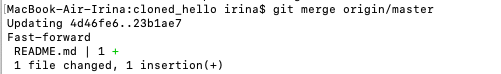 [MacBook-Air-Irina:cloned_hello irina$ git merge origin/master
Updating 4d46fe6..23b1ae7
Fast-forward
 README.md | 1 +
 1 file changed, 1 insertion(+)